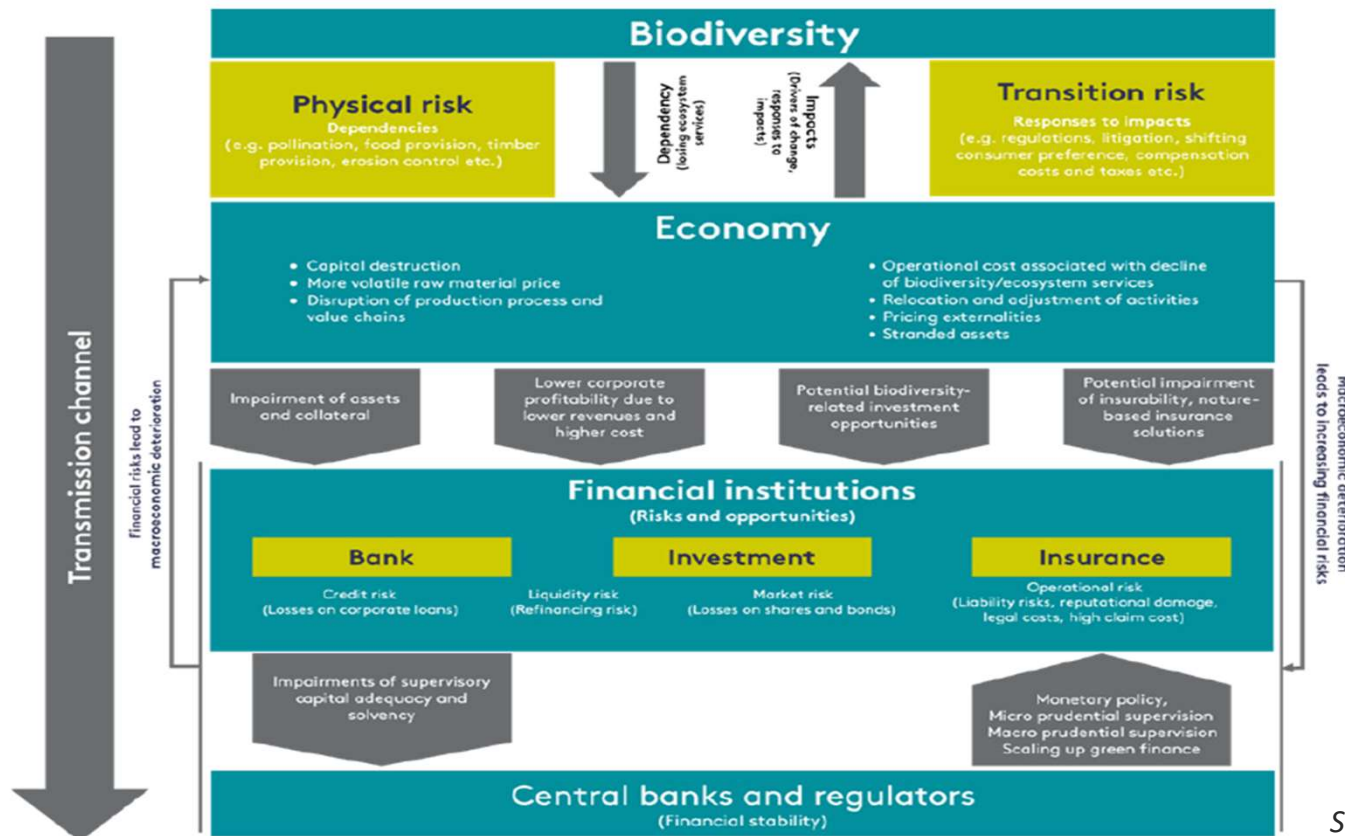 Biodiversity
Physical risk
Dependencies
(e.g. pollination, food provision, timber
provision, erosion control etc.)
Dependency
(losing ecosystem
services)
Impacts
(Drivers of change,
responses to
impacts)
Transition risk
Responses to impacts
(e.g. regulations, litigation, shifting
consumer preference, compensation
costs and taxes etc.)
Economy
• Capital destruction
• More volatile raw material price
• Disruption of production process and
value chains
• Operational cost associated with decline
of biodiversity/ecosystem services
• Relocation and adjustment of activities
• Pricing externalities
• Stranded assets
Transmission channel
Financial risks lead to
macroeconomic deterioration
Impairment of assets
and collateral
Lower corporate
profitability due to
lower revenues and
higher cost
Potential biodiversity-
related investment
opportunities
Potential impairment
of insurability, nature-
based insurance
solutions
Macroeconomic deterioration
leads to increasing financial risks
Financial institutions
(Risks and opportunities)
Bank
Investment
Insurance
Credit risk
(Losses on corporate loans)
Liquidity risk
(Refinancing risk)
Market risk
(Losses on shares and bonds)
Operational risk
(Liability risks, reputational damage,
legal costs, high claim cost)
Impairments of supervisory
capital adequacy and
solvency
Monetary policy,
Micro prudential supervision
Macro prudential supervision
Scaling up green finance
Central banks and regulators
(Financial stability)
S